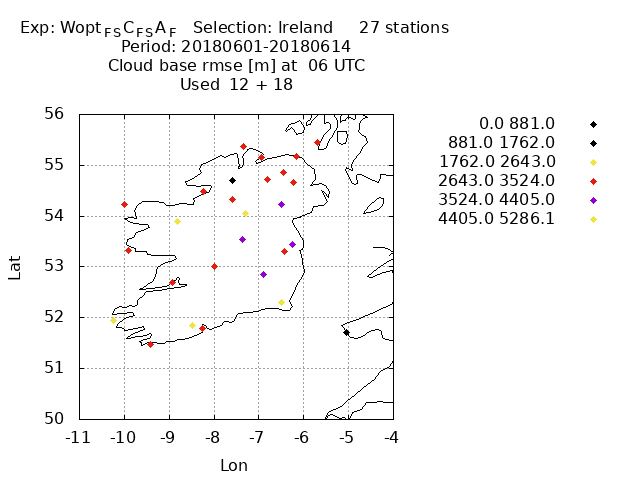 Exp: Wopt FS C FS A F Selection: Ireland 27 stations
Period: 20180601-20180614
Cloud base rmse [m] at 06 UTC
Used 12 + 18
0.0 881.0
881.0 1762.0
1762.0 2643.0
2643.0 3524.0
3524.0 4405.0
4405.0 5286.1
Lat
56
55
54
53
52
51
50
-11 -10 -9 -8 -7 -6 -5 -4
Lon